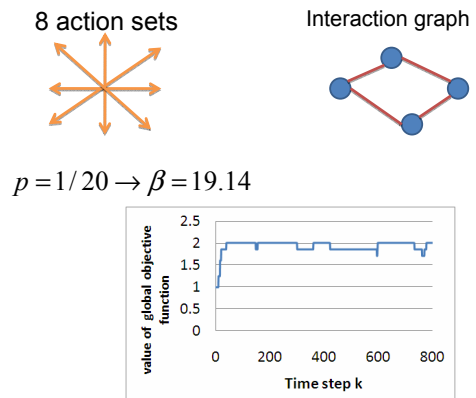 8 action sets
Interaction graph
p = 1/20 → β = 19.14
value of global objective
function
2.5
2
1.5
1
0.5
0
0 200 400 600 800
Time step k